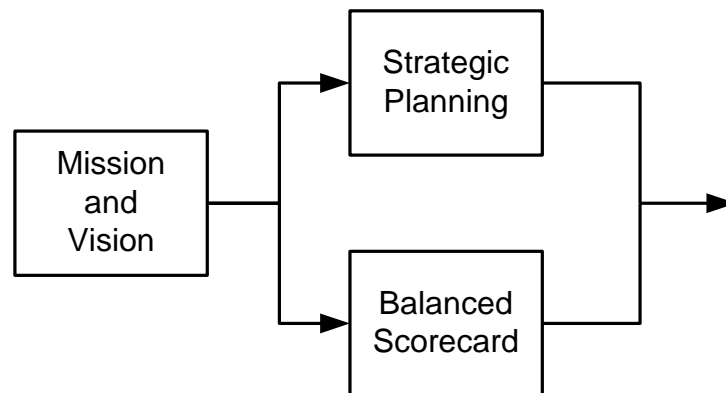 Strategic
Planning
Mission
and
Vision
Balanced
Scorecard